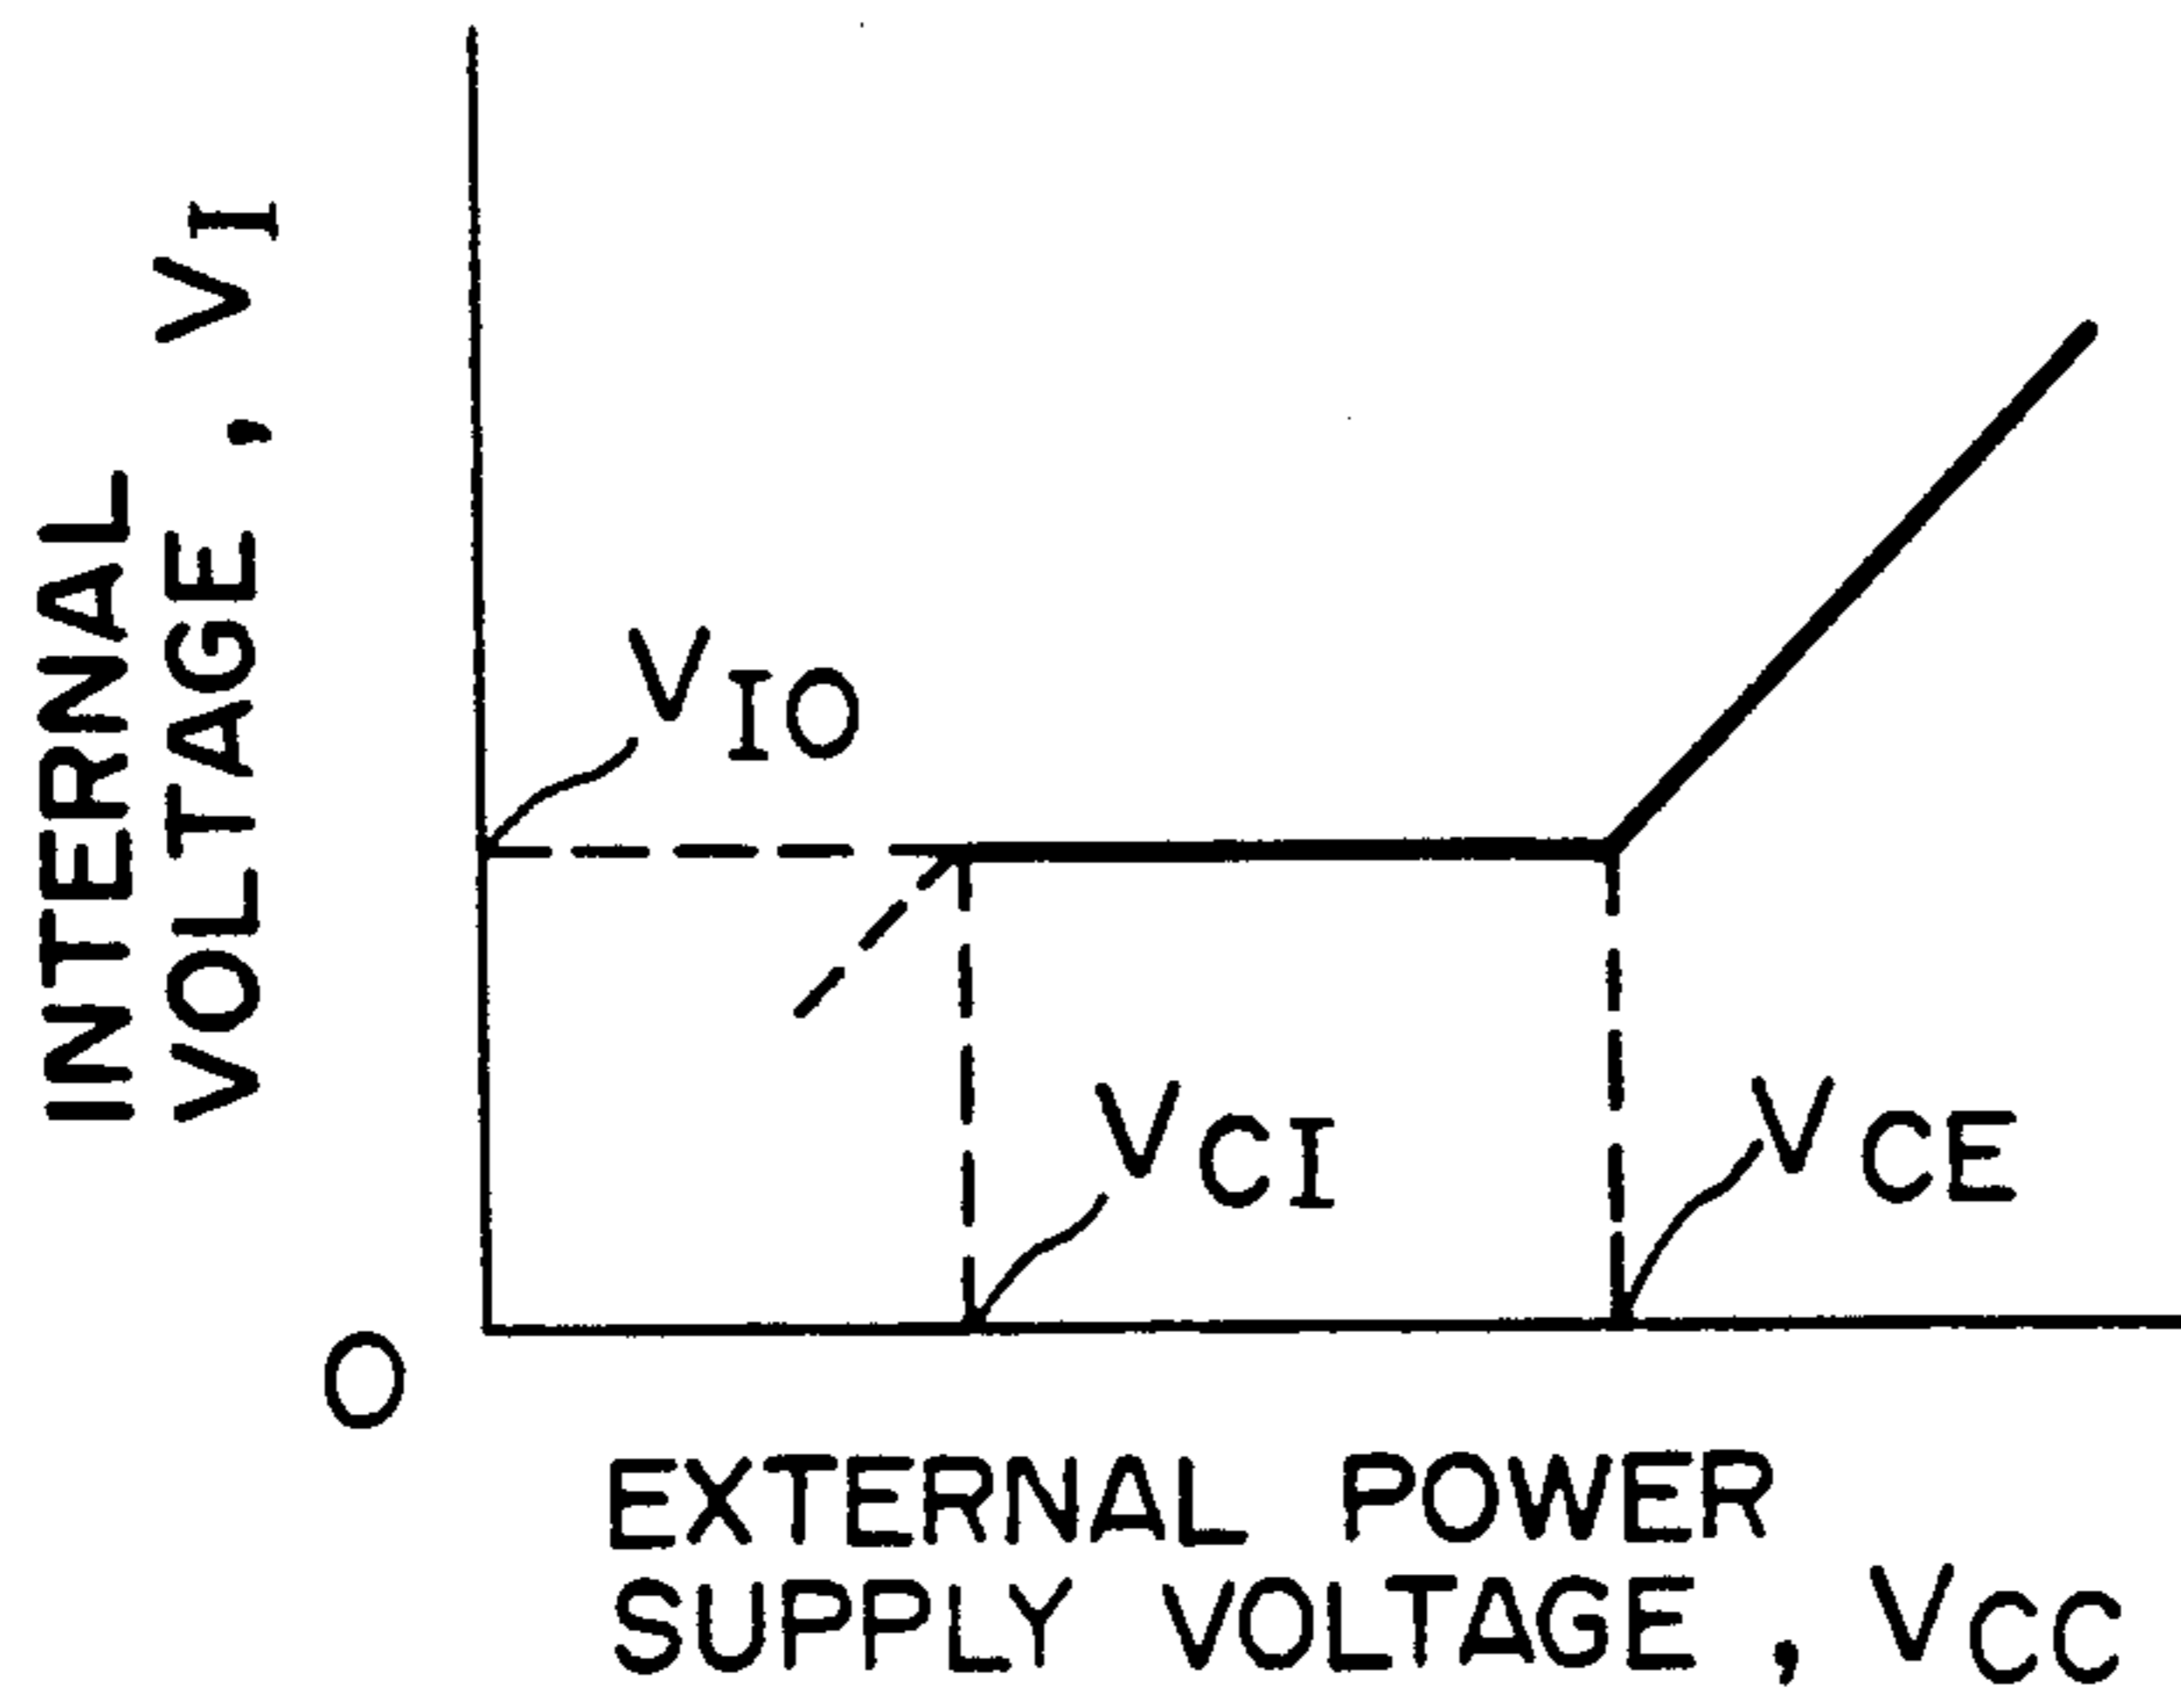 INTERNAL
VOLTAGE, VI
VIO
VCI
VCE
O
EXTERNAL POWER
SUPPLY VOLTAGE, VCC